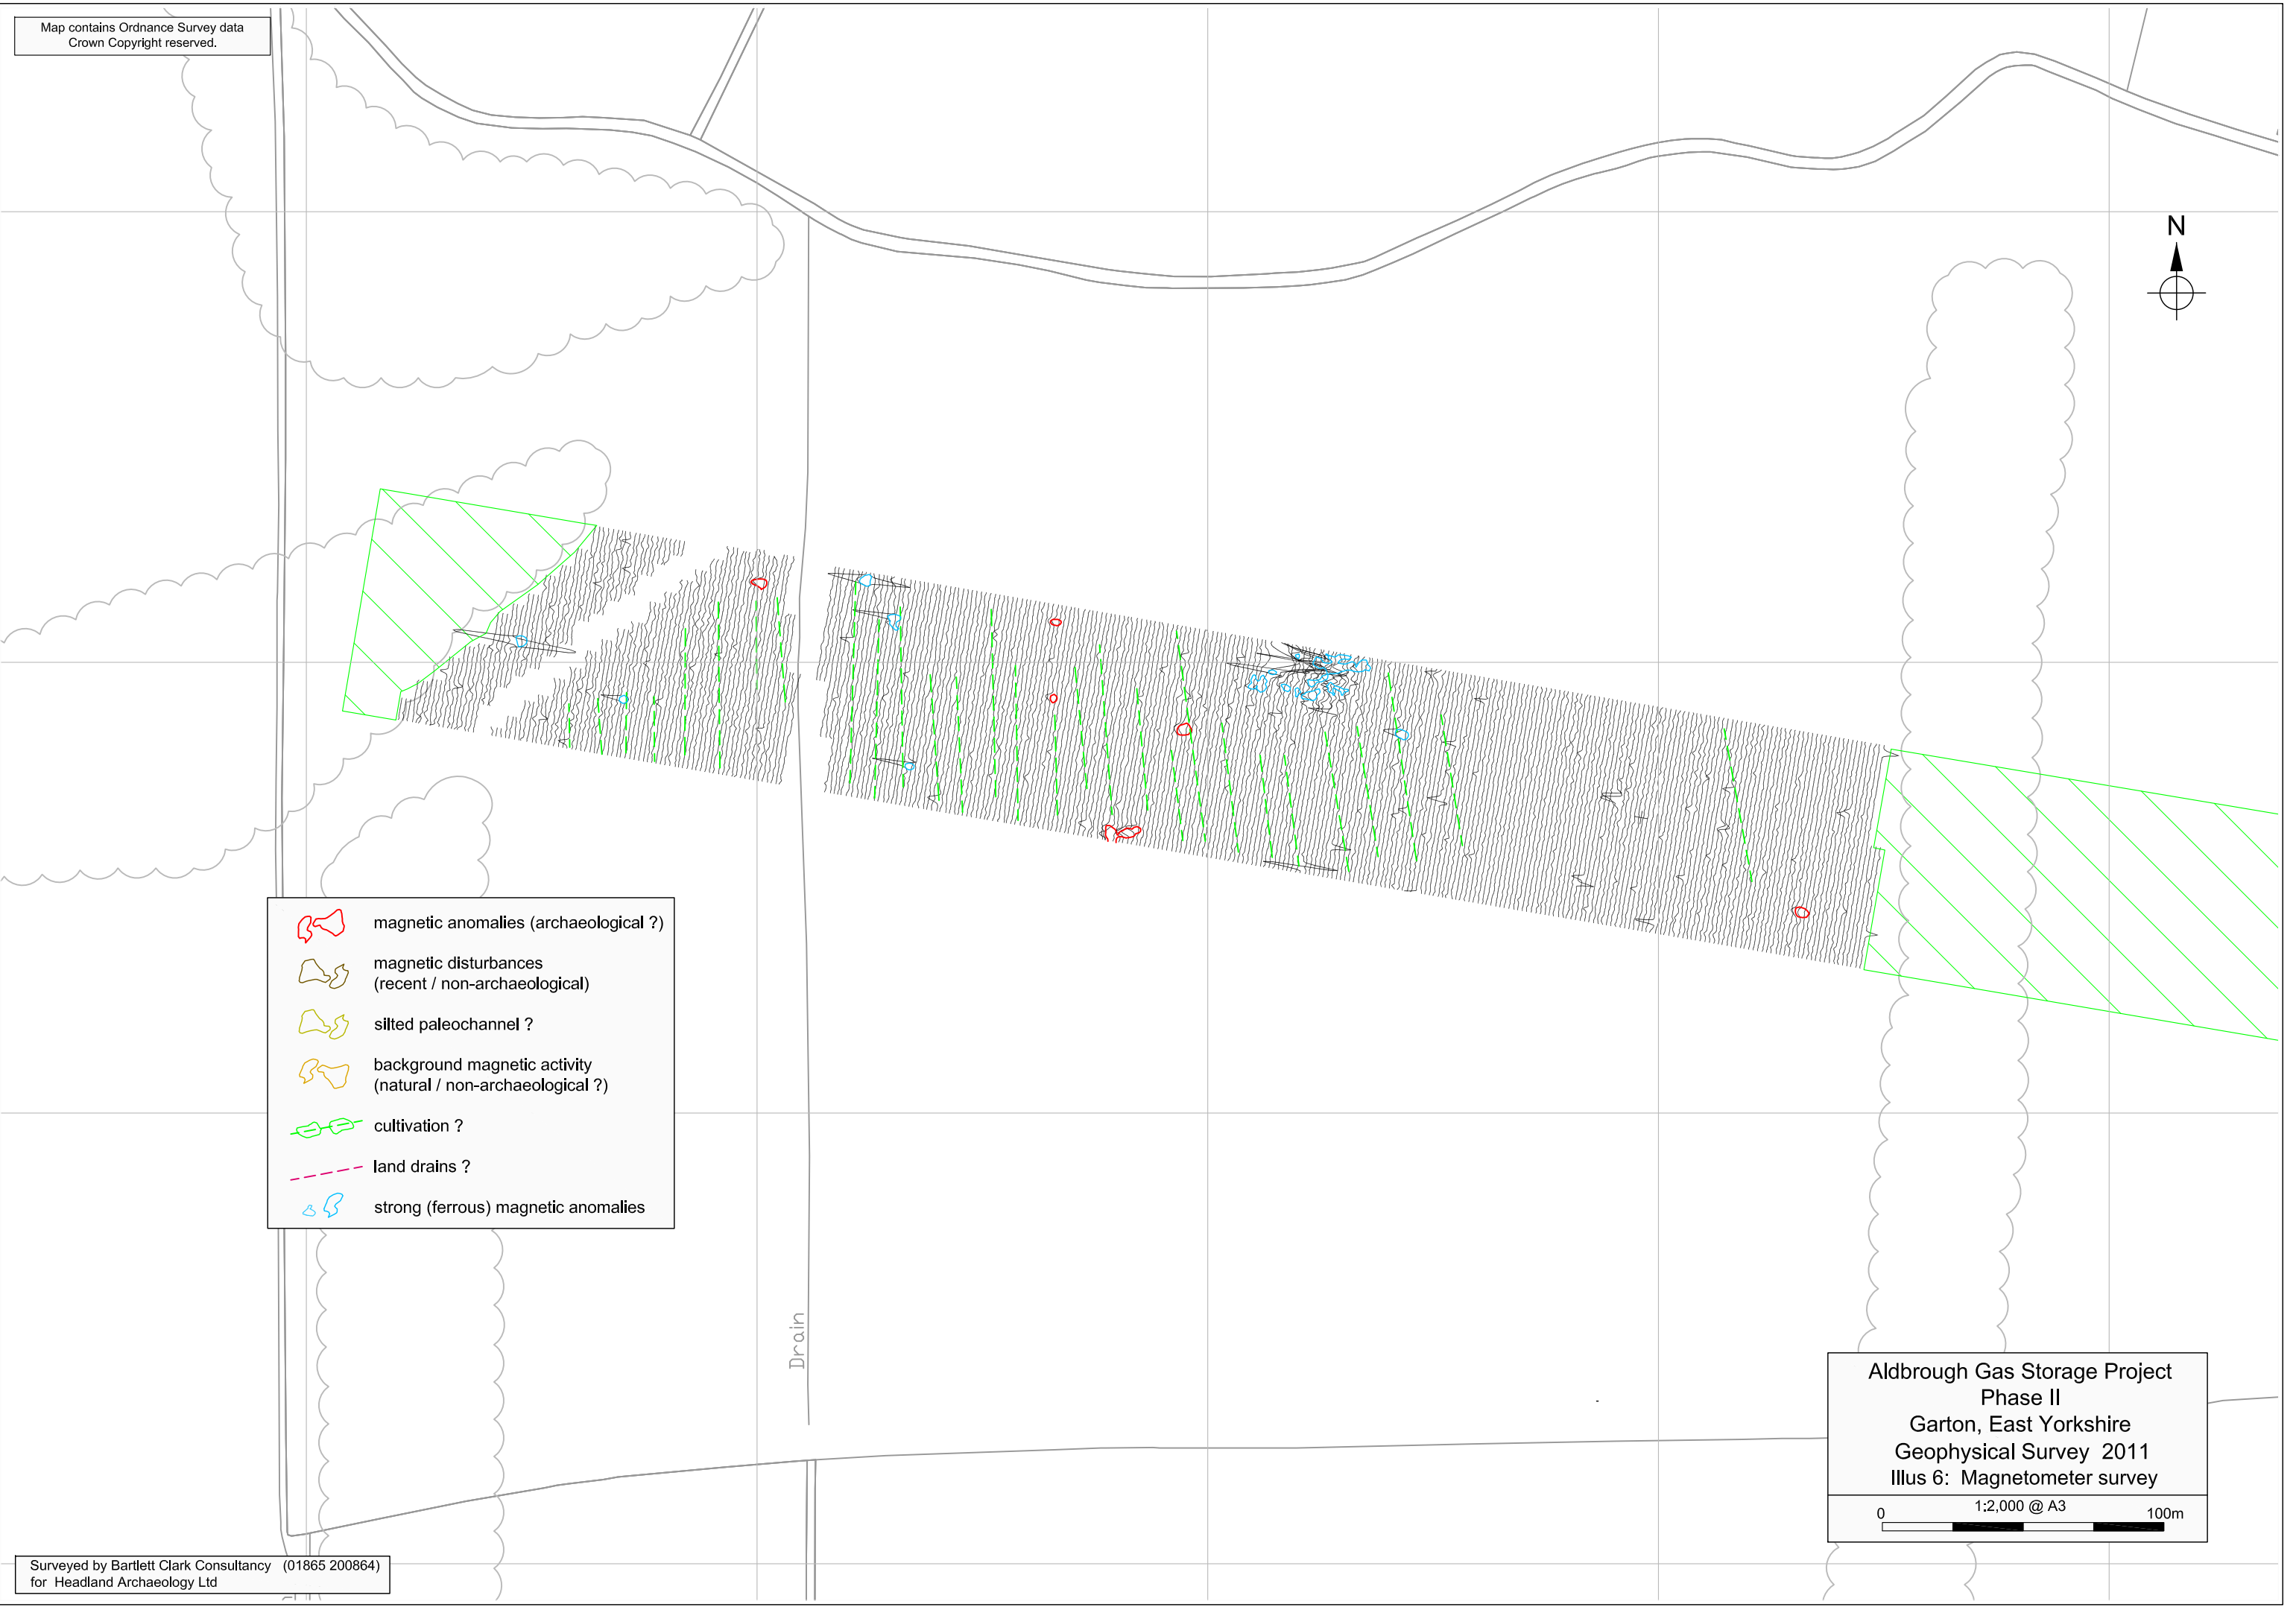 Map contains Ordnance Survey data
Crown Copyright reserved.
N
magnetic anomalies (archaeological ?)
magnetic disturbances
(recent / non-archaeological)
silted paleochannel ?
background magnetic activity
(natural / non-archaeological ?)
cultivation ?
land drains ?
strong (ferrous) magnetic anomalies
Drain
Aldbrough Gas Storage Project
Phase II
Garton, East Yorkshire
Geophysical Survey 2011
Illus 6: Magnetometer survey
1:2,000 @ A3
0 100m
Surveyed by Bartlett Clark Consultancy (01865 200864)
for Headland Archaeology Ltd